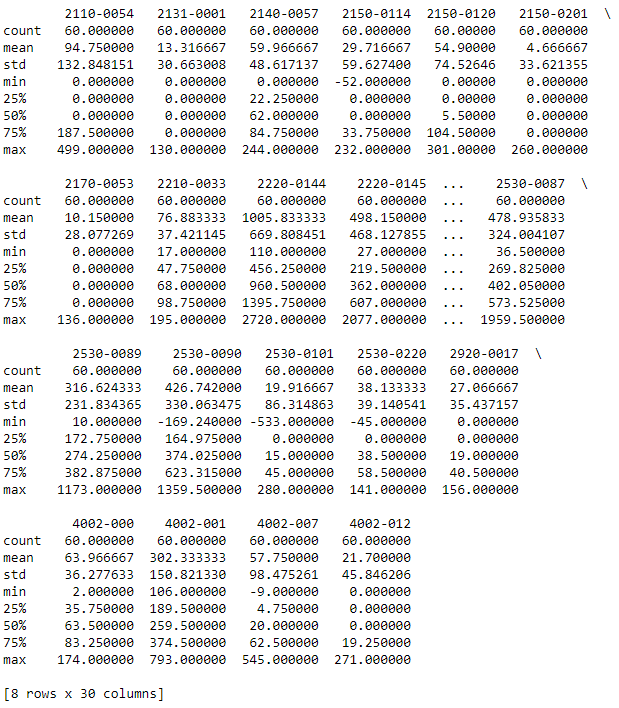 2110-0054 2131-0001 2140-0057 2150-0114 2150-0120 2150-0201 \
count 60.000000 60.000000 60.000000 60.000000 60.00000 60.000000
mean 94.750000 13.316667 59.966667 29.716667 54.90000 4.666667
std 132.848151 30.663008 48.617137 59.627400 74.52646 33.621355
min 0.000000 0.000000 0.000000 -52.000000 0.00000 0.000000
25% 0.000000 0.000000 22.250000 0.000000 0.00000 0.000000
50% 0.000000 0.000000 62.000000 0.000000 5.50000 0.000000
75% 187.500000 0.000000 84.750000 33.750000 104.50000 0.000000
max 499.000000 130.000000 244.000000 232.000000 301.00000 260.000000
2170-0053 2210-0033 2220-0144 2220-0145 ... 2530-0087 \
count 60.000000 60.000000 60.000000 60.000000 ... 60.000000
mean 10.150000 76.883333 1005.833333 498.150000 ... 478.935833
std 28.077269 37.421145 669.808451 468.127855 ... 324.004107
min 0.000000 17.000000 110.000000 27.000000 ... 36.500000
25% 0.000000 47.750000 456.250000 219.500000 ... 269.825000
50% 0.000000 68.000000 960.500000 362.000000 ... 402.050000
75% 0.000000 98.750000 1395.750000 607.000000 ... 573.525000
max 136.000000 195.000000 2720.000000 2077.000000 ... 1959.500000
2530-0089 2530-0090 2530-0101 2530-0220 2920-0017 \
count 60.000000 60.000000 60.000000 60.000000 60.000000
mean 316.624333 426.742000 19.916667 38.133333 27.066667
std 231.834365 330.063475 86.314863 39.140541 35.437157
min 10.000000 -169.240000 -533.000000 -45.000000 0.000000
25% 172.750000 164.975000 0.000000 0.000000 0.000000
50% 274.250000 374.025000 15.000000 38.500000 19.000000
75% 382.875000 623.315000 45.000000 58.500000 40.500000
max 1173.000000 1359.500000 280.000000 141.000000 156.000000
4002-000 4002-001 4002-007 4002-012
count 60.000000 60.000000 60.000000 60.000000
mean 63.966667 302.333333 57.750000 21.700000
std 36.277633 150.821330 98.475261 45.846206
min 2.000000 106.000000 -9.000000 0.000000
25% 35.750000 189.500000 4.750000 0.000000
50% 63.500000 259.500000 20.000000 0.000000
75% 83.250000 374.500000 62.500000 19.250000
max 174.000000 793.000000 545.000000 271.000000
[8 rows x 30 columns]